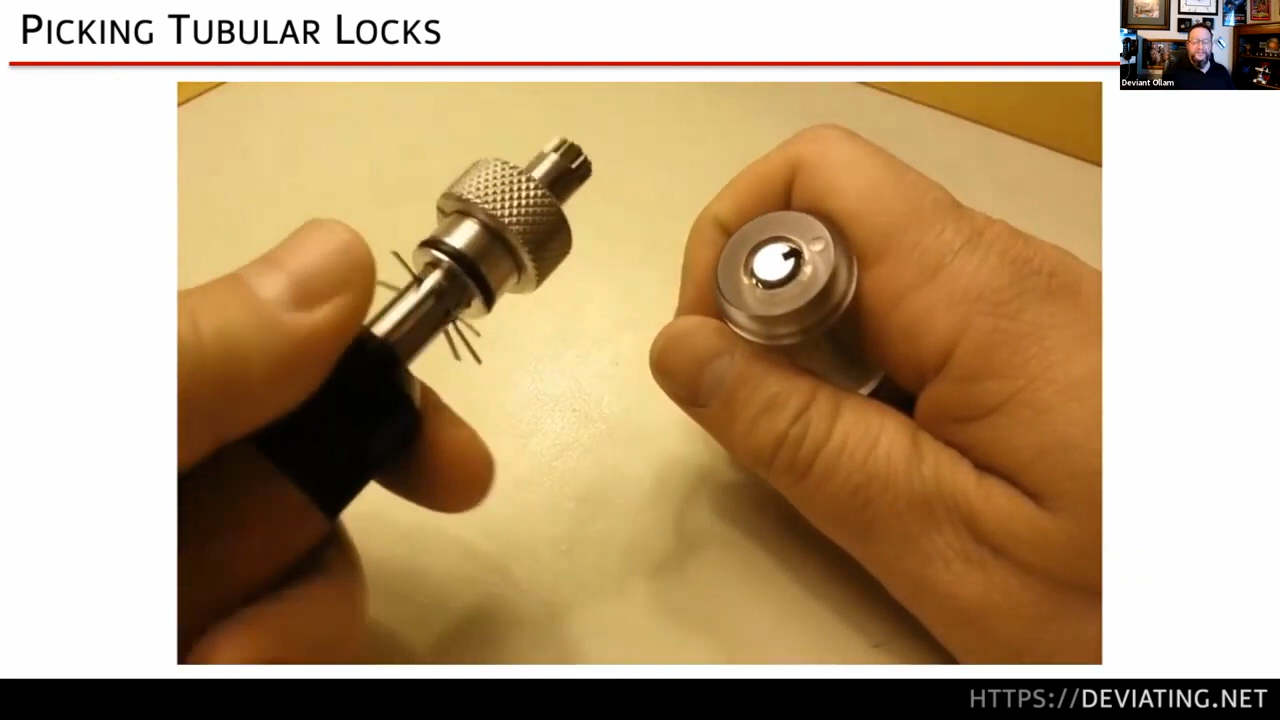 PICKING TUBULAR LOCKS
Deviant Ollam
HTTPS://DEVIATING.NET